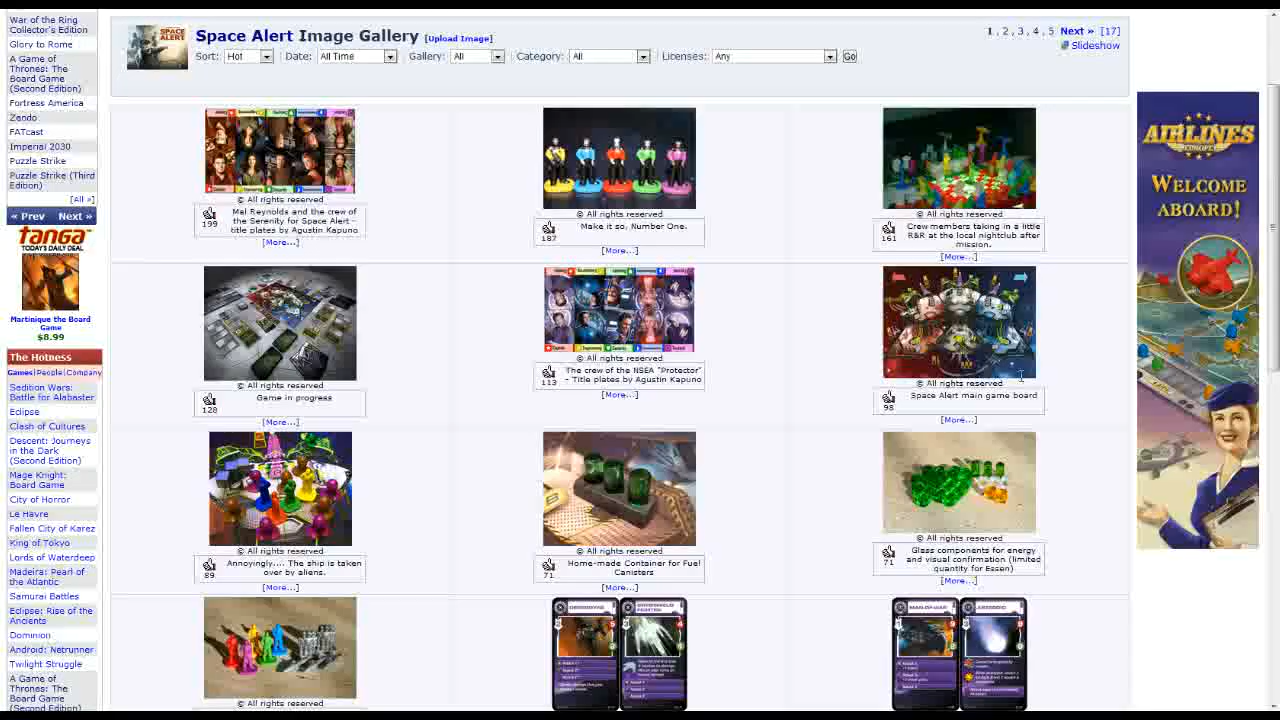 War of the Ring
Collector's Edition
Glory to Rome
A Game of
Thrones: The
Board Game
(Second Edition)
Fortress America
Zendo
FATcast
Imperial 2030
Puzzle Strike
Puzzle Strike (Third
Edition)
[All »]
« Prev Next »
tanga™
TODAY'S DAILY DEAL
Martinique the Board
Game
$8.99
The Hotness
Games|People|Company
Sedition Wars:
Battle for Alabaster
Eclipse
Clash of Cultures
Descent: Journeys
in the Dark
(Second Edition)
Mage Knight:
Board Game
City of Horror
Le Havre
Fallen City of Karez
King of Tokyo
Lords of Waterdeep
Madeira: Pearl of
the Atlantic
Samurai Battles
Eclipse: Rise of the
Ancients
Dominion
Android: Netrunner
Twilight Struggle
A Game of
Thrones: The
Board Game
(Second Edition)
SPACE ALERT
Space Alert Image Gallery [Upload Image]
1, 2, 3, 4, 5 Next » [17]
Slideshow
Sort: Hot Date: All Time Gallery: All Category: All Licenses: Any Go
© All rights reserved
199
Mal Reynolds and the crew of
the Serenity for Space Alert -
title plates by Agustin Kapuno
[More...]
© All rights reserved
187
Make it so, Number One.
[More...]
© All rights reserved
161
Crew members taking in a little
R&R at the local nightclub after
mission.
[More...]
© All rights reserved
128
Game in progress
[More...]
© All rights reserved
113
The crew of the NSEA "Protector"
- Title plates by Agustin Kapuno
[More...]
© All rights reserved
98
Space Alert main game board
[More...]
© All rights reserved
89
Annoyingly.... The ship is taken
over by aliens.
[More...]
© All rights reserved
71
Home-made Container for Fuel
Canisters
[More...]
© All rights reserved
71
Glass components for energy
and visual confirmation (limited
quantity for Essen)
[More...]
© All rights reserved
AIRLINES
EUROPE
WELCOME
ABOARD!